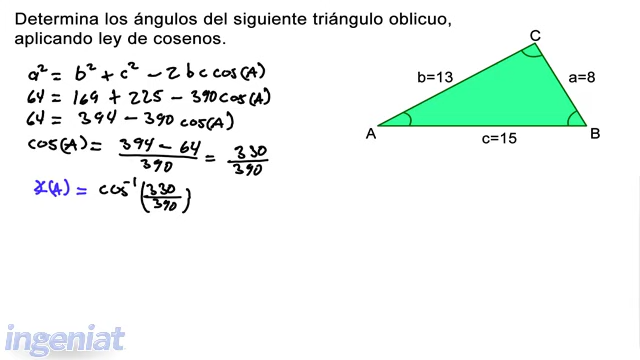 Determina los ángulos del siguiente triángulo oblicuo,
aplicando ley de cosenos.
a² = b² + c² - 2bc cos(A)
64 = 169 + 225 - 390 cos(A)
64 = 394 - 390 cos(A)
cos(A) = 394 - 64 / 390 = 330 / 390
∡(A) = cos⁻¹(330/390)
C
b=13
a=8
A
B
c=15
ingeniat